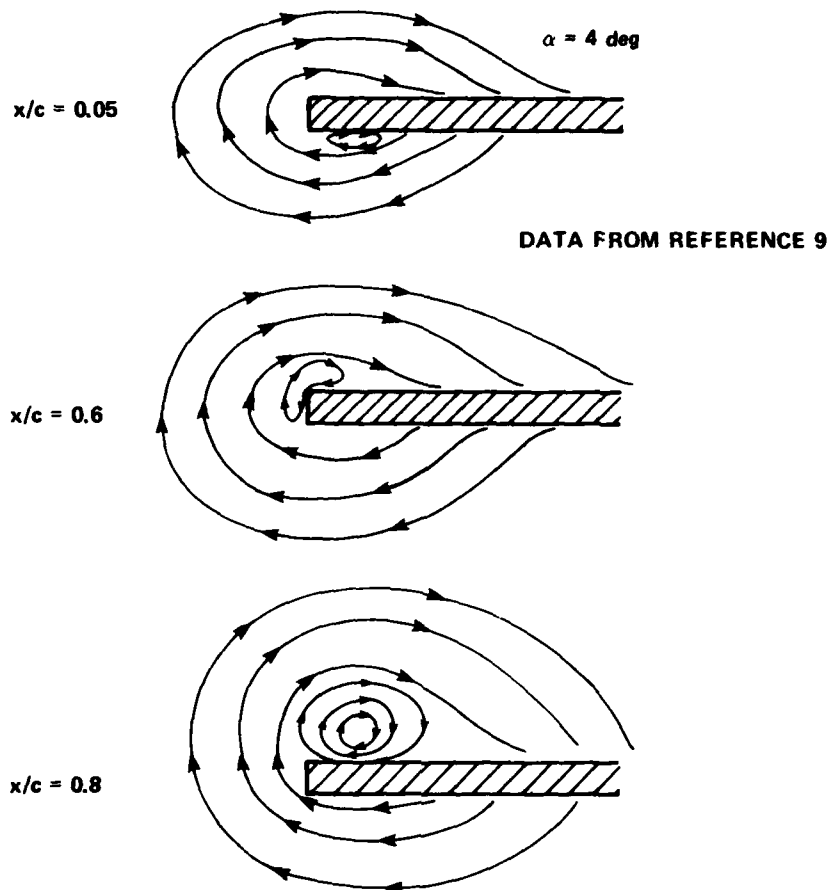 α = 4 deg
x/c = 0.05
DATA FROM REFERENCE 9
x/c = 0.6
x/c = 0.8